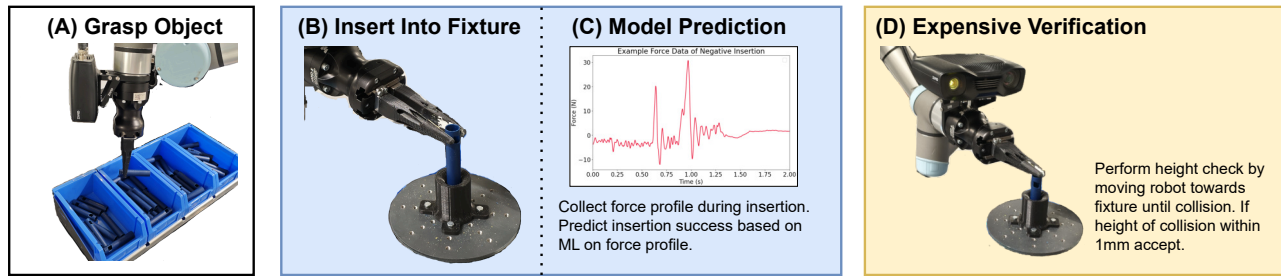 (A) Grasp Object
(B) Insert Into Fixture
(C) Model Prediction
Example Force Data of Negative Insertion
Force (N)
30
20
10
0
−10
0.00 0.25 0.50 0.75 1.00 1.25 1.50 1.75 2.00
Time (s)
Collect force profile during insertion.
Predict insertion success based on
ML on force profile.
(D) Expensive Verification
Perform height check by
moving robot towards
fixture until collision. If
height of collision within
1mm accept.